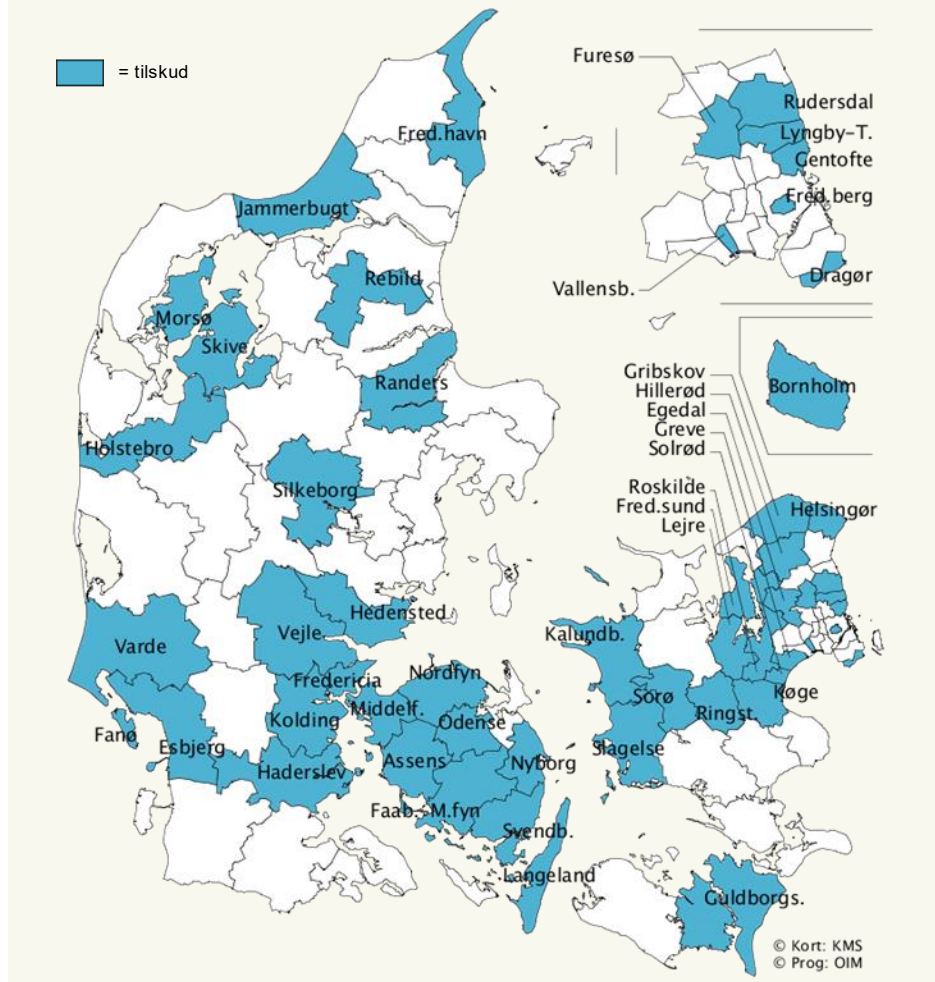 = tilskud
Furesø
Rudersdal
Fred.havn
Lyngby-T.
Gentofte
Fred.berg
Jammerbugt
Dragør
Rebild
Vallensb.
Morsø
Skive
Gribskov
Randers
Bornholm
Hillerød
Egedal
Greve
Solrød
Holstebro
Silkeborg
Roskilde
Fred.sund
Helsingør
Lejre
Hedensted
Vejle
Kalundb.
Varde
Nordfyn
Fredericia
Sorø
Køge
Middelf.
Ringst.
Kolding
Odense
Fanø
Esbjerg
Slagelse
Assens
Nyborg
Haderslev
Faab.-M.fyn
Svendb.
Langeland
Guldborgs.
© Kort: KMS
© Prog: OIM